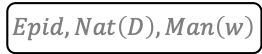 Epid, Nat(D), Man(w)